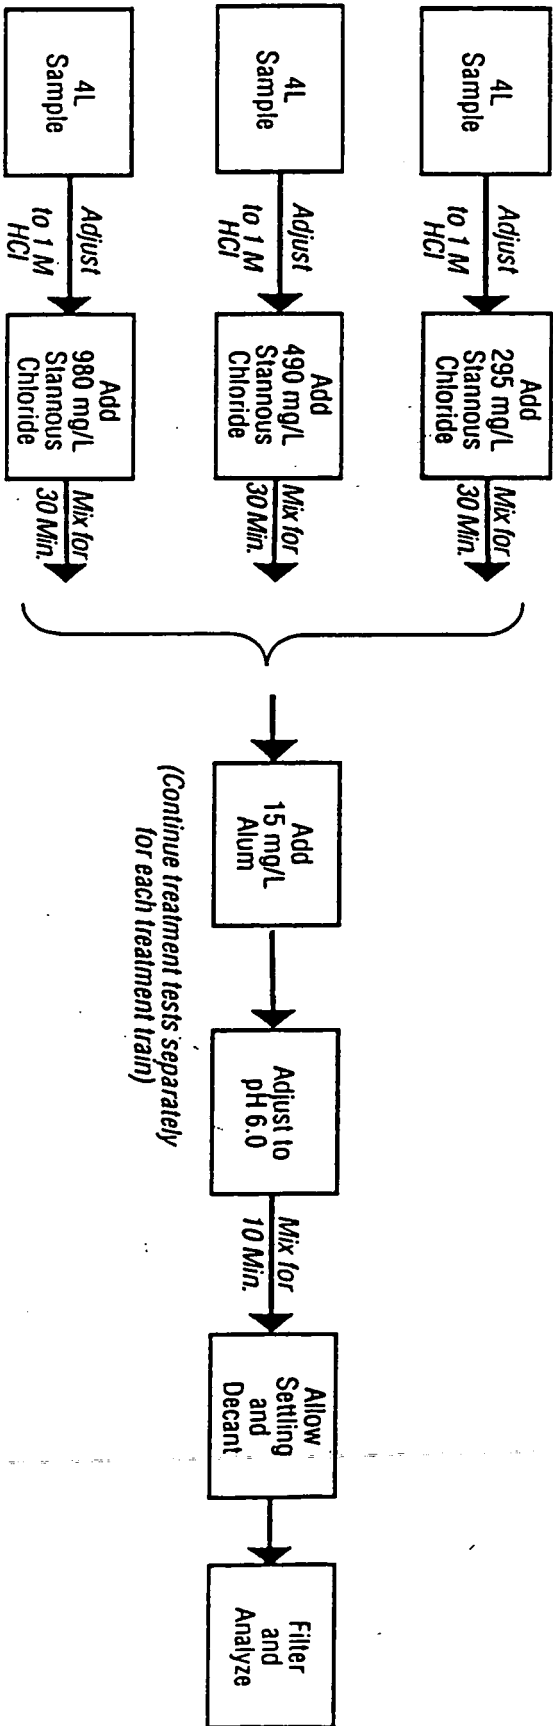 4L
Sample
Adjust
to 1 M
HCl
Add
295 mg/L
Stannous
Chloride
Mix for
30 Min.
4L
Sample
Adjust
to 1 M
HCl
Add
490 mg/L
Stannous
Chloride
Mix for
30 Min.
4L
Sample
Adjust
to 1 M
HCl
Add
980 mg/L
Stannous
Chloride
Mix for
30 Min.
Add
15 mg/L
Alum
Adjust to
pH 6.0
Mix for
10 Min.
Allow
Settling
and
Decant
Filter
and
Analyze
(Continue treatment tests separately
for each treatment train)